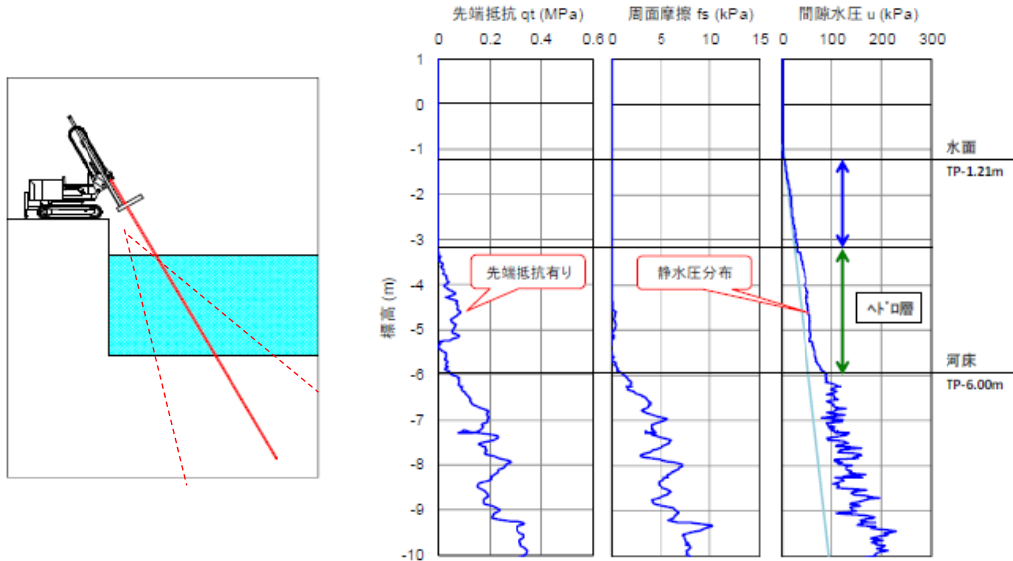 先端抵抗 qt (MPa)
周面摩擦 fs (kPa)
間隙水圧 u (kPa)
0 0.2 0.4 0.6
0 5 10 15
0 100 200 300
1
0
-1
-2
-3
-4
-5
-6
-7
-8
-9
-10
標高 (m)
水面
TP-1.21m
先端抵抗有り
静水圧分布
ﾍﾄﾞﾛ層
河床
TP-6.00m